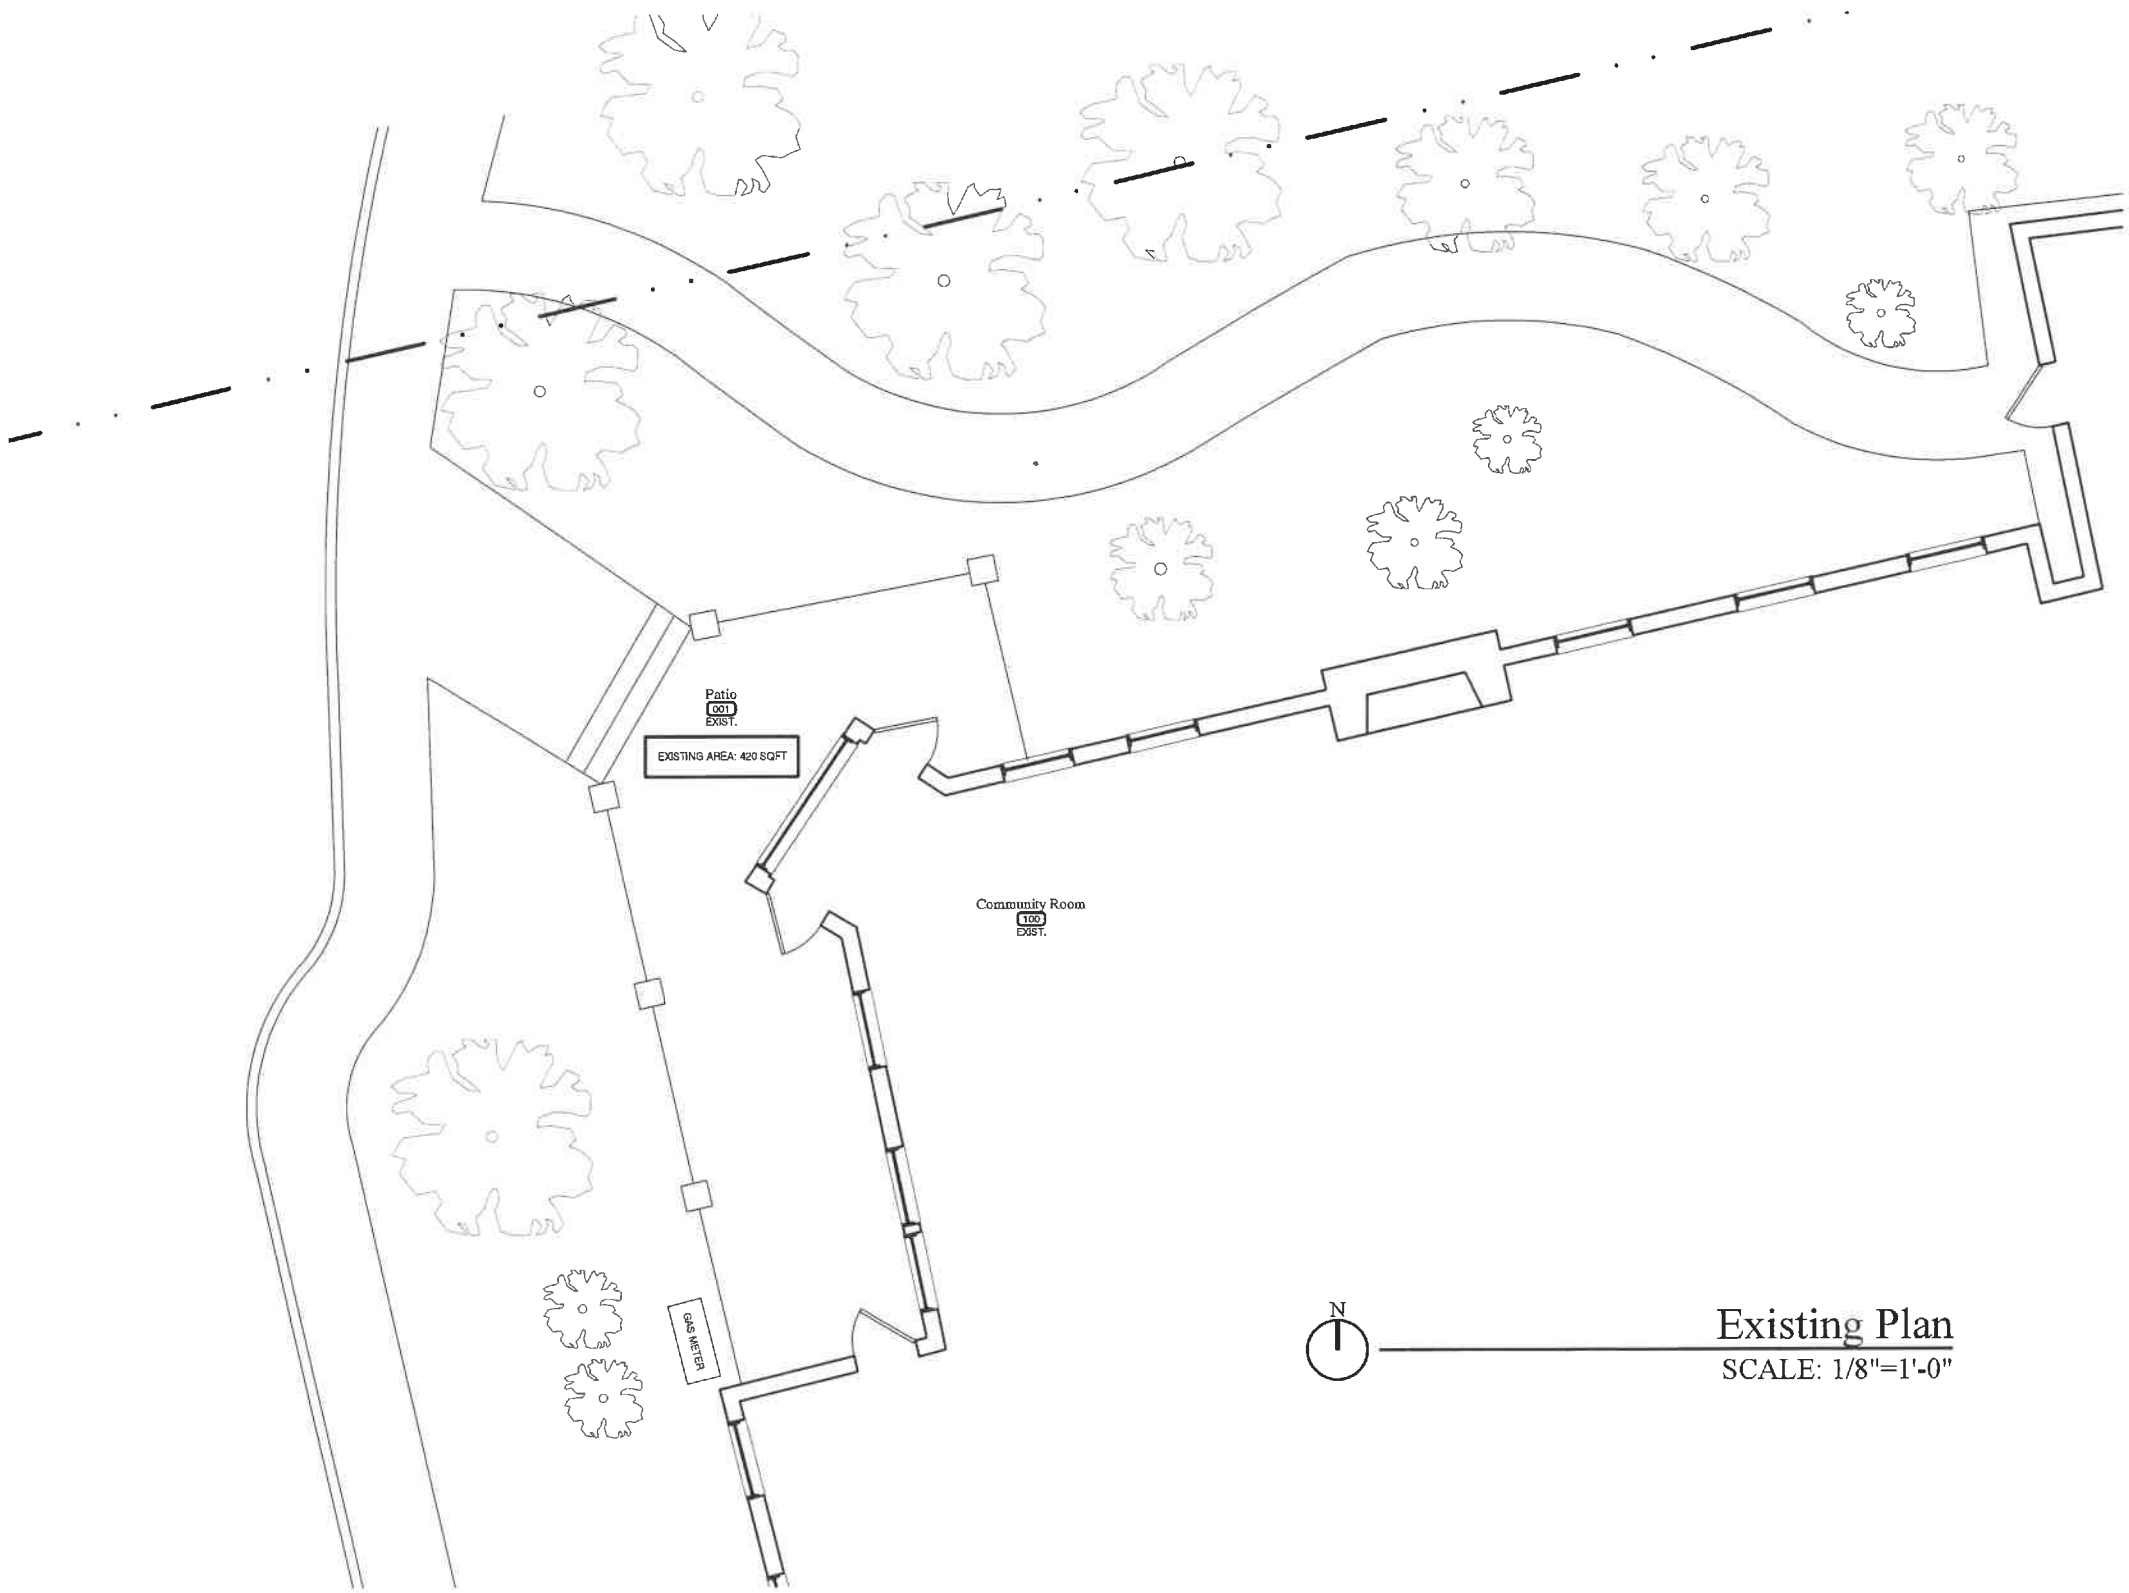 Patio
001
EXIST.
EXISTING AREA: 420 SQFT
Community Room
100
EXIST.
GAS METER
N
Existing Plan
SCALE: 1/8"=1'-0"